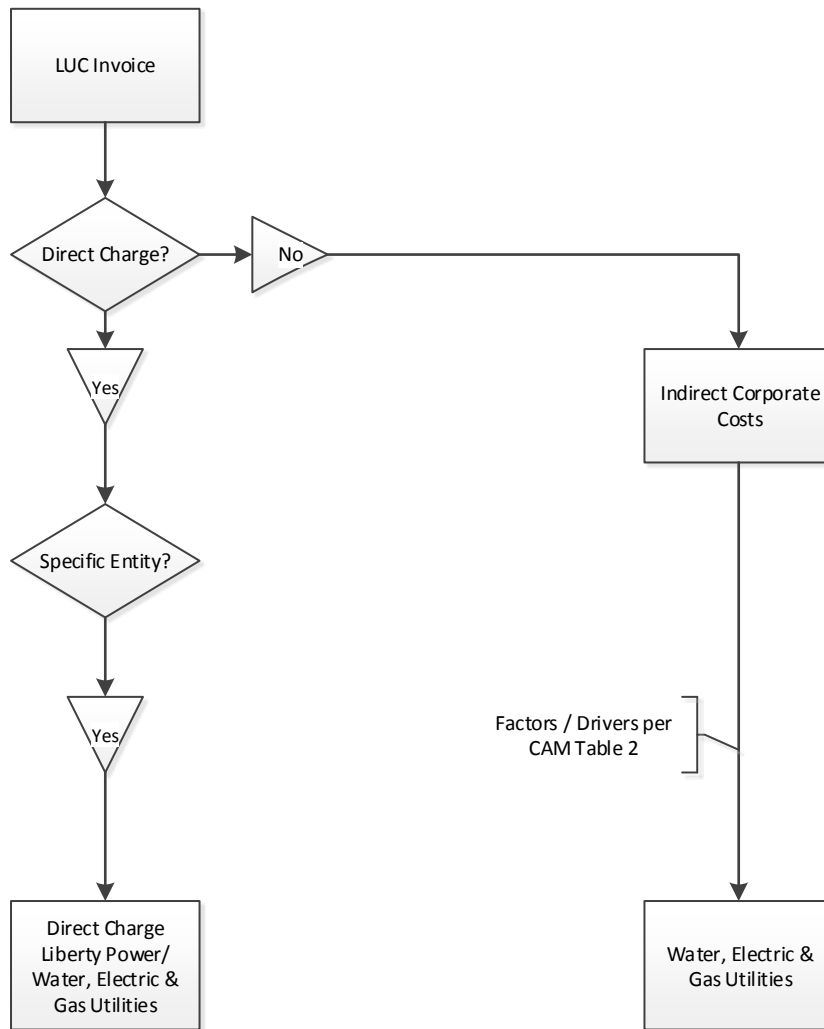 LUC Invoice
Direct Charge?
No
Yes
Indirect Corporate
Costs
Specific Entity?
Yes
Factors / Drivers per
CAM Table 2
Direct Charge
Liberty Power/
Water, Electric &
Gas Utilities
Water, Electric &
Gas Utilities